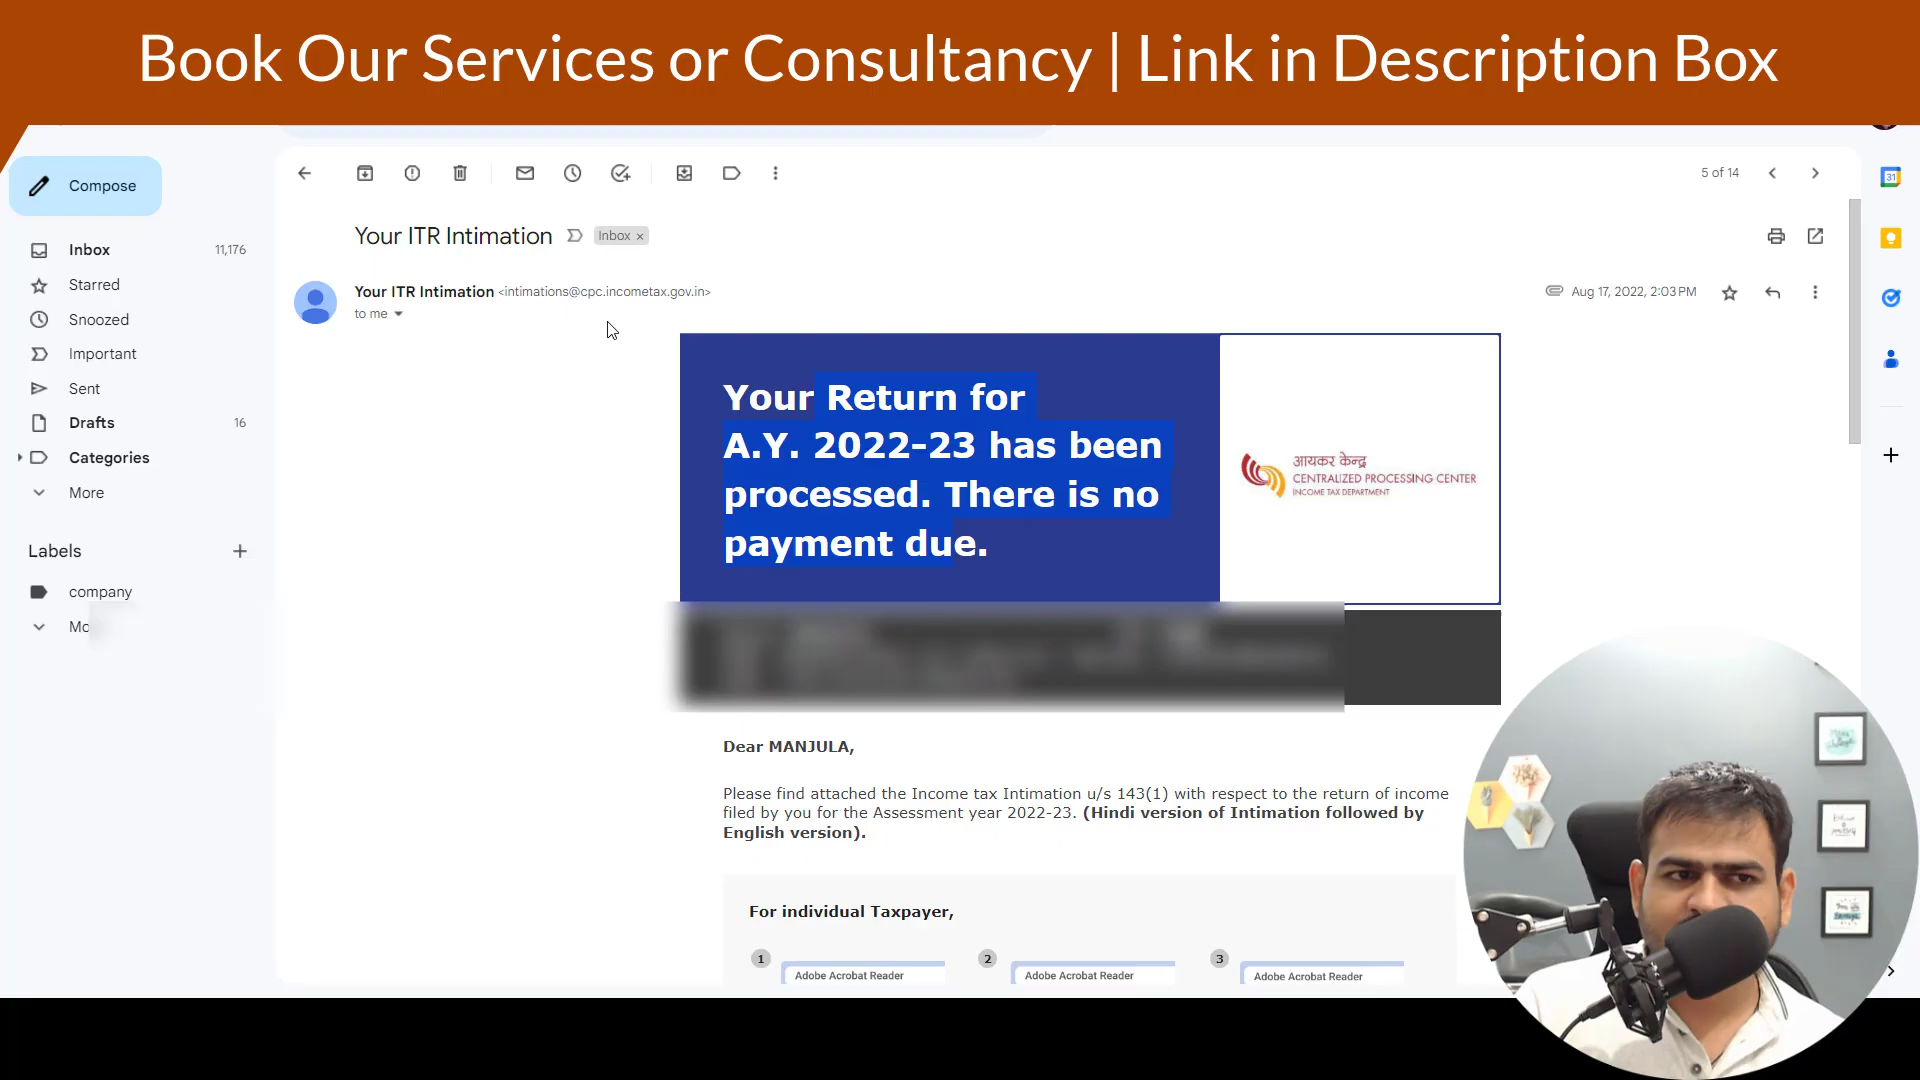 Book Our Services or Consultancy | Link in Description Box
Compose
5 of 14
Inbox 11,176
Starred
Snoozed
Important
Sent
Drafts 16
Categories
More
Labels
company
Mo
Your ITR Intimation Inbox ×
Your ITR Intimation <intimations@cpc.incometax.gov.in>
Aug 17, 2022, 2:03 PM
to me
31
Your Return for
A.Y. 2022-23 has been
processed. There is no
payment due.
आयकर केन्द्र
CENTRALIZED PROCESSING CENTER
INCOME TAX DEPARTMENT
Dear MANJULA,
Please find attached the Income tax Intimation u/s 143(1) with respect to the return of income
filed by you for the Assessment year 2022-23. (Hindi version of Intimation followed by
English version).
For individual Taxpayer,
1 2 3
Adobe Acrobat Reader Adobe Acrobat Reader Adobe Acrobat Reader